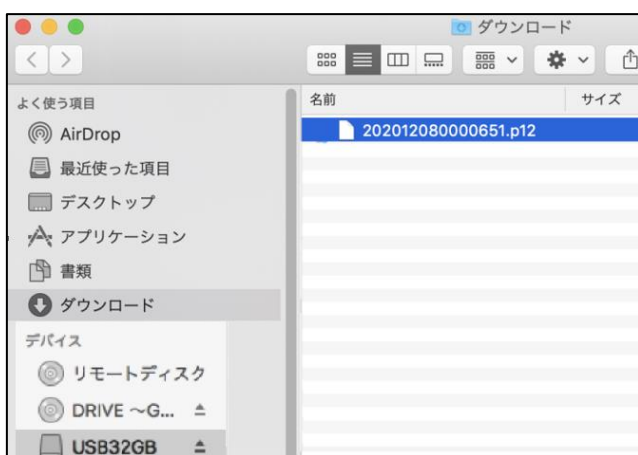 ダウンロード
名前
サイズ
202012080000651.p12
よく使う項目
AirDrop
最近使った項目
デスクトップ
アプリケーション
書類
ダウンロード
デバイス
リモートディスク
DRIVE ～G...
USB32GB